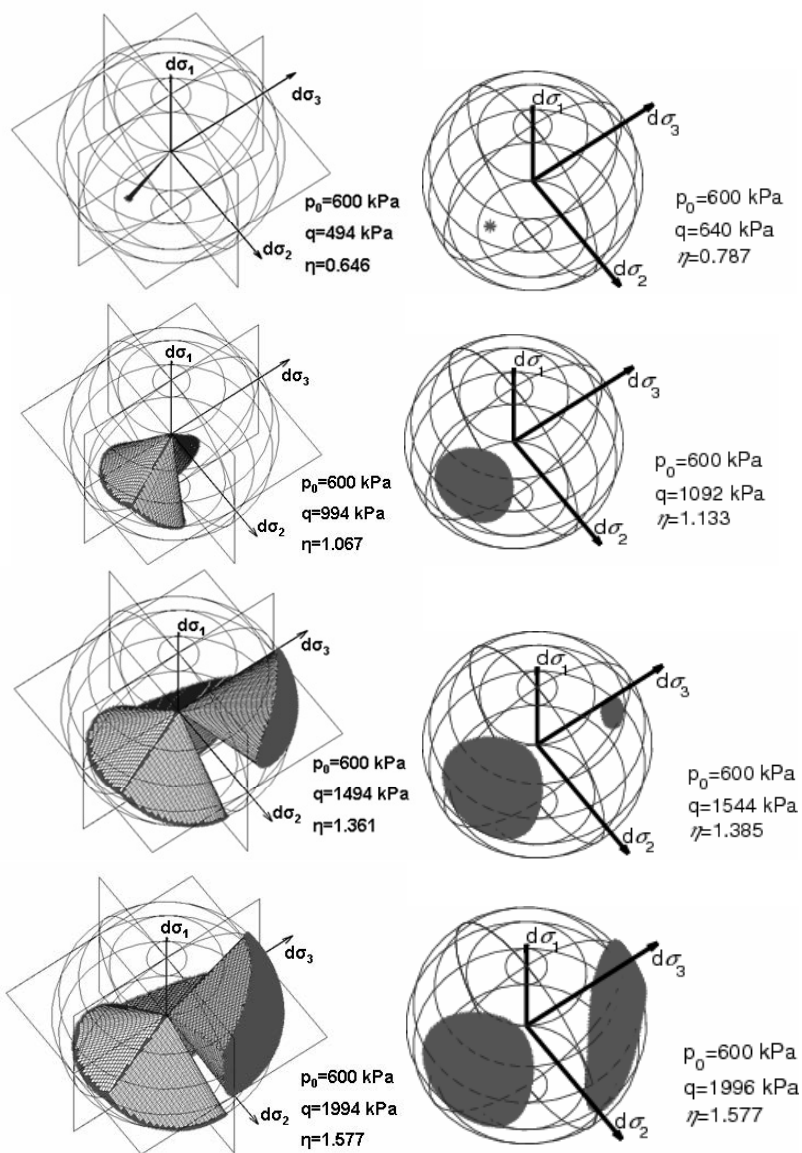 dσ₁
dσ₃
dσ₂
p₀=600 kPa
q=494 kPa
η=0.646
dσ₁
dσ₃
dσ₂
p₀=600 kPa
q=640 kPa
η=0.787
dσ₁
dσ₃
dσ₂
p₀=600 kPa
q=994 kPa
η=1.067
dσ₁
dσ₃
dσ₂
p₀=600 kPa
q=1092 kPa
η=1.133
dσ₁
dσ₃
dσ₂
p₀=600 kPa
q=1494 kPa
η=1.361
dσ₁
dσ₃
dσ₂
p₀=600 kPa
q=1544 kPa
η=1.385
dσ₁
dσ₃
dσ₂
p₀=600 kPa
q=1994 kPa
η=1.577
dσ₁
dσ₃
dσ₂
p₀=600 kPa
q=1996 kPa
η=1.577